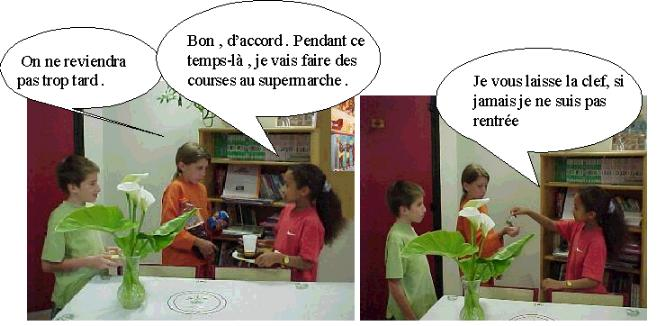 On ne reviendra
pas trop tard .
Bon , d'accord . Pendant ce
temps-là , je vais faire des
courses au supermarche .
Je vous laisse la clef, si
jamais je ne suis pas
rentrée